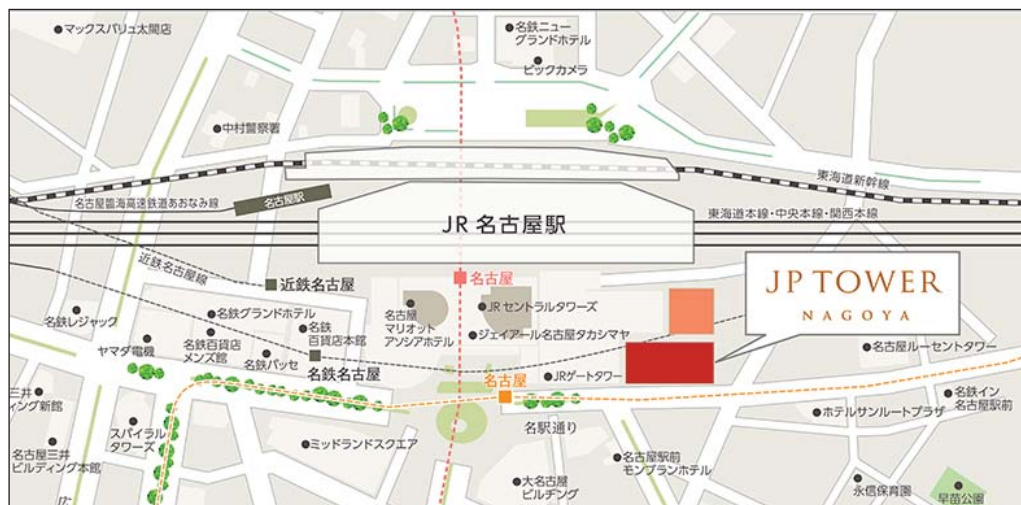 マックスバリュ太閤店
名鉄ニュー
グランドホテル
ビックカメラ
中村警察署
東海道新幹線
名古屋臨海高速鉄道あおなみ線
名古屋駅
JR 名古屋駅
東海道本線・中央本線・関西本線
近鉄名古屋線
近鉄名古屋
名古屋
JP TOWER
NAGOYA
名鉄レジャック
名鉄グランドホテル
名古屋
マリオット
アソシアホテル
JR セントラルタワーズ
ヤマダ電機
名鉄百貨店
メンズ館
名鉄
百貨店本館
ジェイアール名古屋タカシマヤ
名古屋ルーセントタワー
名鉄パッセ
名鉄名古屋
名古屋
JRゲートタワー
三井
ィング新館
名鉄イン
名古屋駅前
スパイラル
タワーズ
名駅通り
ホテルサンルートプラザ
名古屋三井
ビルディング本館
ミッドランドスクエア
名古屋駅前
モンブランホテル
大名古屋
ビルヂング
永信保育園
早苗公園